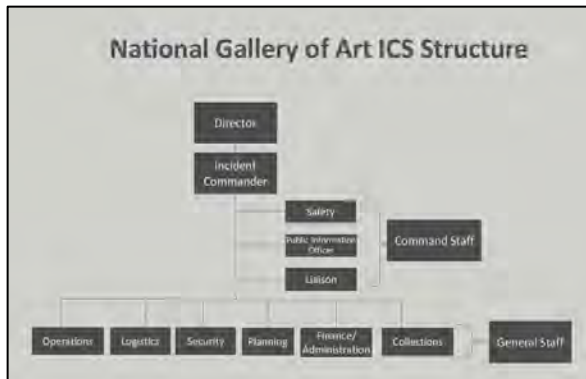 National Gallery of Art ICS Structure
Director
Incident
Commander
Safety
Public Information
Officer
Command Staff
Liaison
Operations
Logistics
Security
Planning
Finance/
Administration
Collections
General Staff